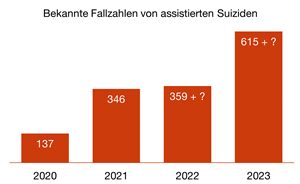 Bekannte Fallzahlen von assistierten Suiziden
615 + ?
346
359 + ?
137
2020 2021 2022 2023